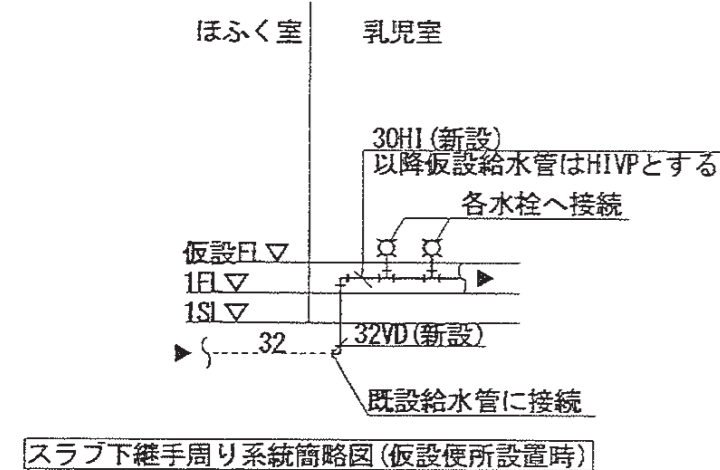 ほふく室
乳児室
30HI(新設)
以降仮設給水管はHIVPとする
各水栓へ接続
仮設FL▽
1FL▽
1SL▽
32
32VD(新設)
既設給水管に接続
スラブ下継手周り系統簡略図(仮設便所設置時)